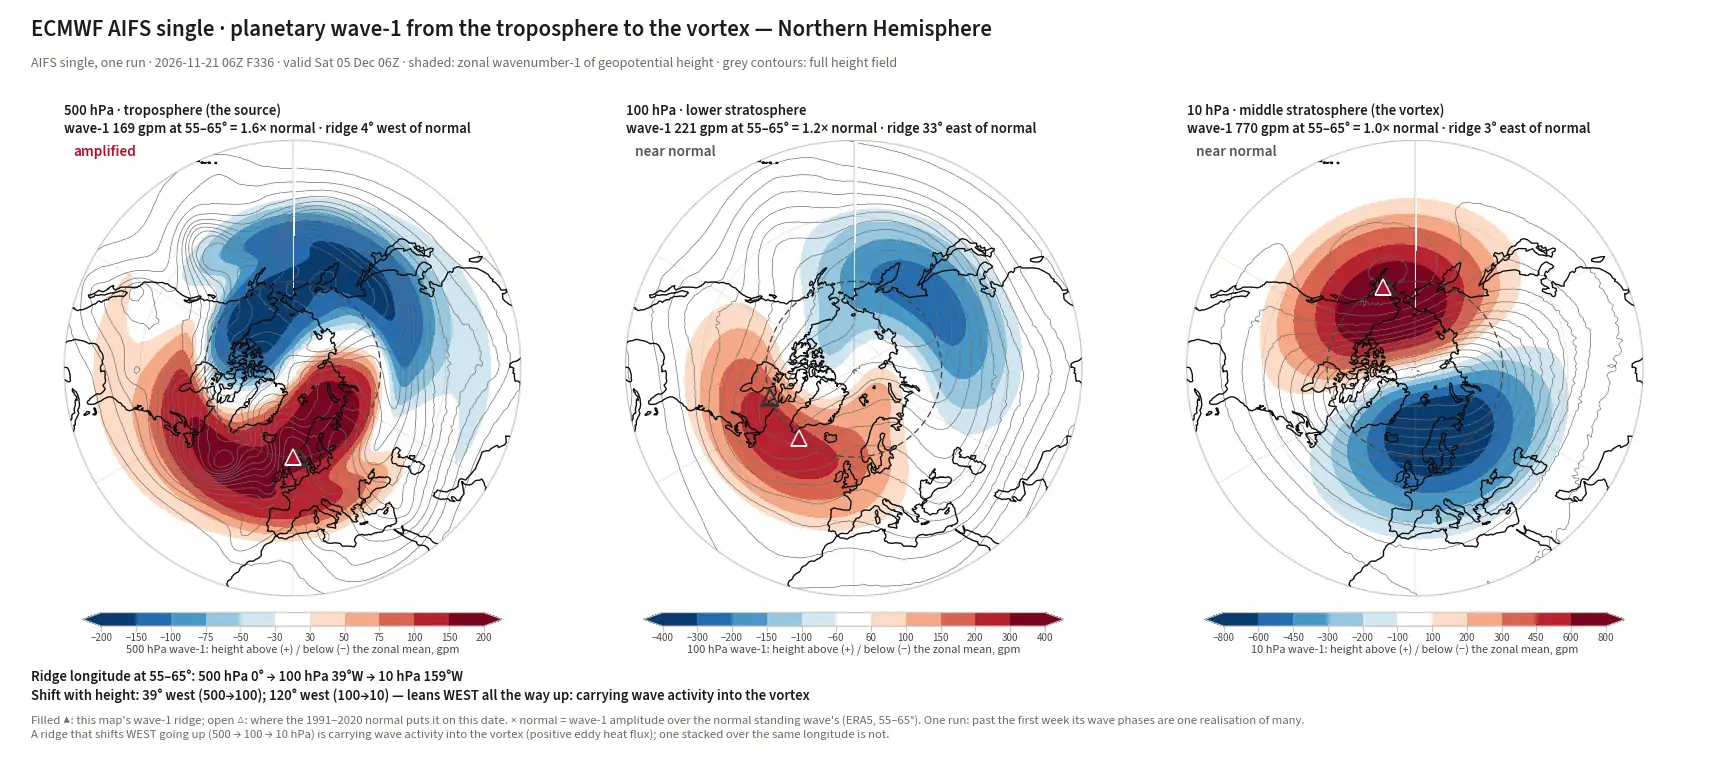 ECMWF AIFS single · planetary wave-1 from the troposphere to the vortex — Northern Hemisphere
AIFS single, one run · 2026-11-21 06Z F336 · valid Sat 05 Dec 06Z · shaded: zonal wavenumber-1 of geopotential height · grey contours: full height field
500 hPa · troposphere (the source)
wave-1 169 gpm at 55–65° = 1.6× normal · ridge 4° west of normal
amplified
100 hPa · lower stratosphere
wave-1 221 gpm at 55–65° = 1.2× normal · ridge 33° east of normal
near normal
10 hPa · middle stratosphere (the vortex)
wave-1 770 gpm at 55–65° = 1.0× normal · ridge 3° east of normal
near normal
−200 −150 −100 −75 −50 −30 30 50 75 100 150 200
500 hPa wave-1: height above (+) / below (−) the zonal mean, gpm
−400 −300 −200 −150 −100 −60 60 100 150 200 300 400
100 hPa wave-1: height above (+) / below (−) the zonal mean, gpm
−800 −600 −450 −300 −200 −100 100 200 300 450 600 800
10 hPa wave-1: height above (+) / below (−) the zonal mean, gpm
Ridge longitude at 55–65°: 500 hPa 0° → 100 hPa 39°W → 10 hPa 159°W
Shift with height: 39° west (500→100); 120° west (100→10) — leans WEST all the way up: carrying wave activity into the vortex
Filled ▲: this map's wave-1 ridge; open △: where the 1991–2020 normal puts it on this date. × normal = wave-1 amplitude over the normal standing wave's (ERA5, 55–65°). One run: past the first week its wave phases are one realisation of many.
A ridge that shifts WEST going up (500 → 100 → 10 hPa) is carrying wave activity into the vortex (positive eddy heat flux); one stacked over the same longitude is not.